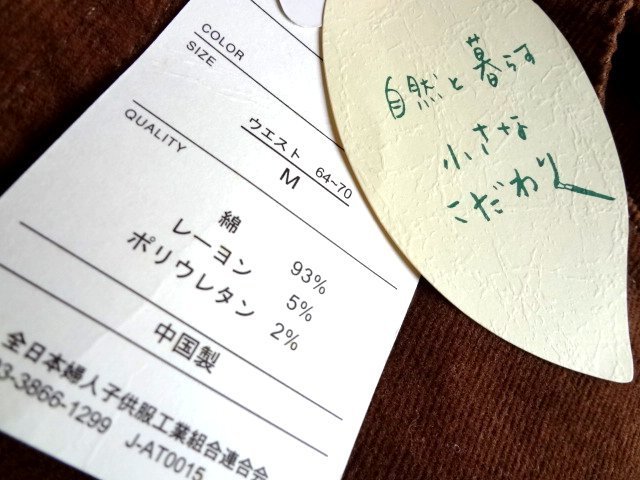 COLOR
SIZE
ウエスト 64~70
M
QUALITY
綿 93%
レーヨン 5%
ポリウレタン 2%
中国製
全日本婦人子供服工業組合連合会
03-3866-1299 J-AT0015
自然と暮らす
小さな
こだわり